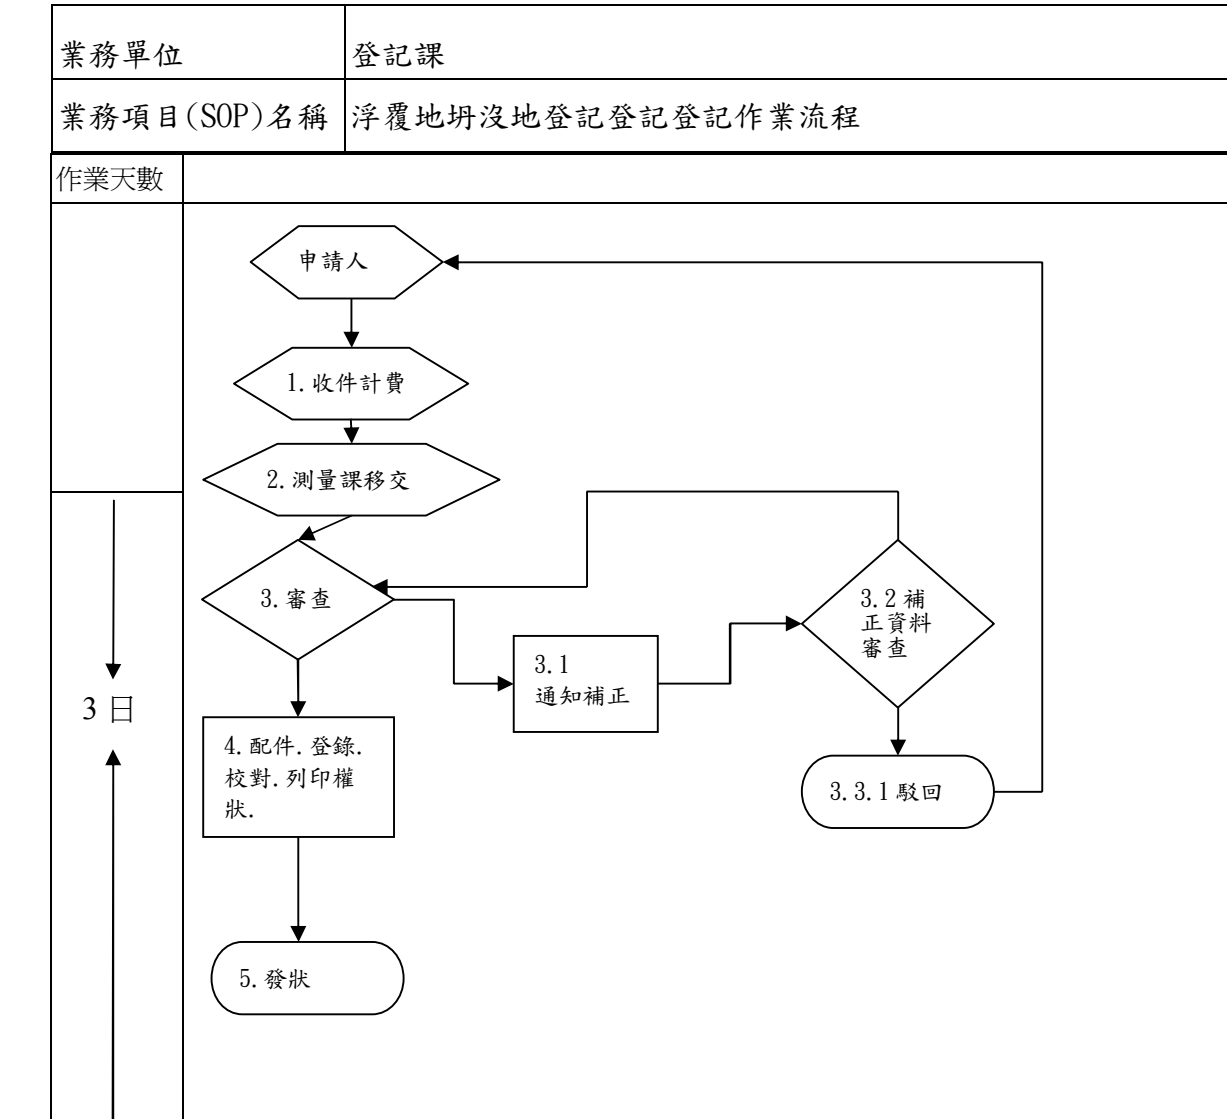 業務單位
登記課
業務項目(SOP)名稱
浮覆地坍沒地登記登記登記作業流程
作業天數
申請人
1.收件計費
2.測量課移交
3.審查
3.1
通知補正
3.2補
正資料
審查
3日
4.配件.登錄.
校對.列印權
狀.
3.3.1駁回
5.發狀